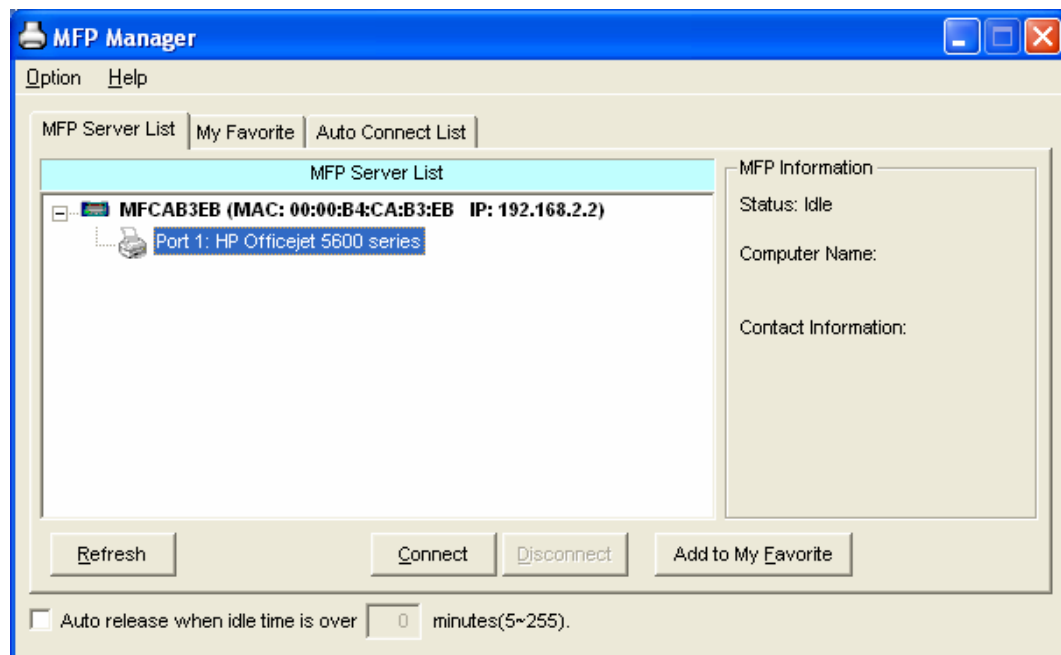 MFP Manager
Option Help
MFP Server List My Favorite Auto Connect List
MFP Server List
MFCAB3EB (MAC: 00:00:B4:CA:B3:EB IP: 192.168.2.2)
Port 1: HP Officejet 5600 series
MFP Information
Status: Idle
Computer Name:
Contact Information:
Refresh Connect Disconnect Add to My Favorite
Auto release when idle time is over 0 minutes(5~255).